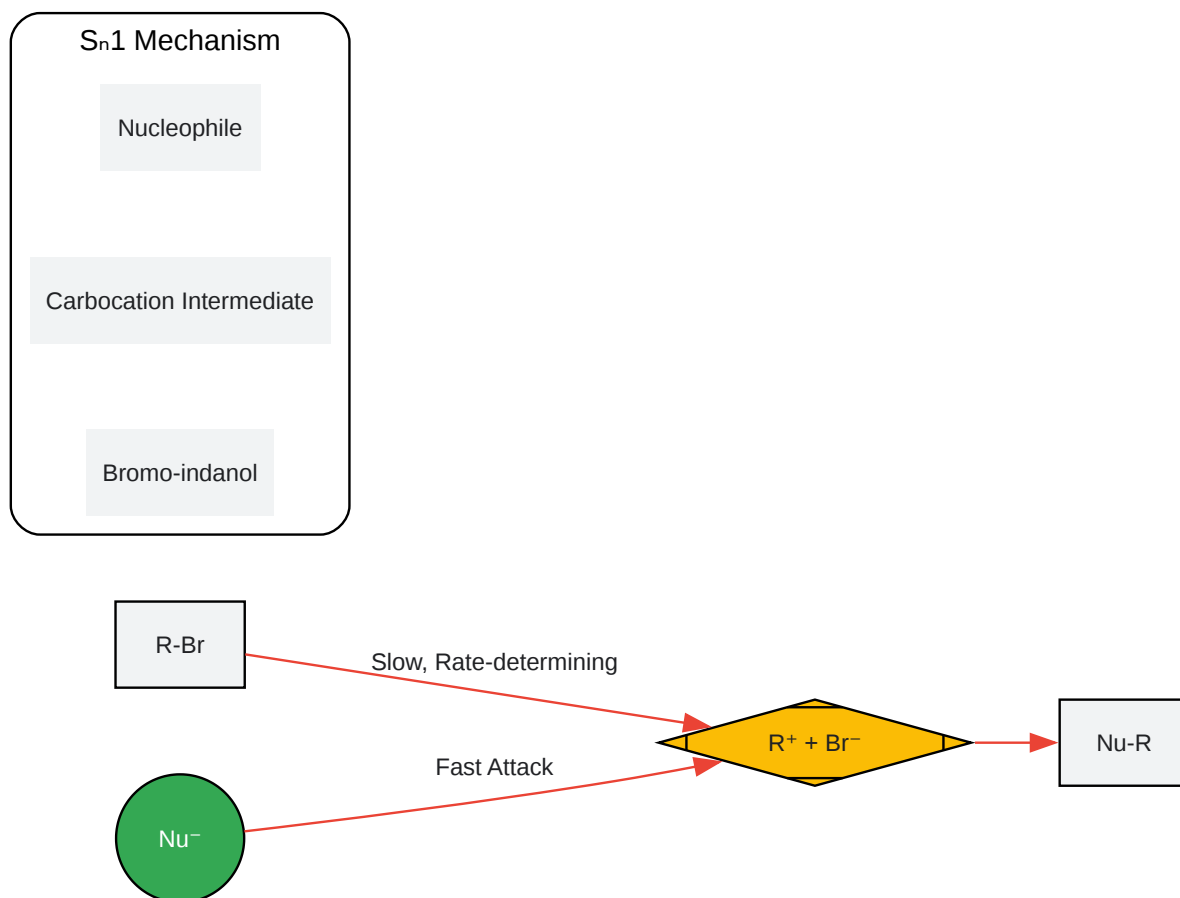 Sₙ1 Mechanism
Nucleophile
Carbocation Intermediate
Bromo-indanol
R-Br
Slow, Rate-determining
R⁺ + Br⁻
Nu-R
Fast Attack
Nu⁻